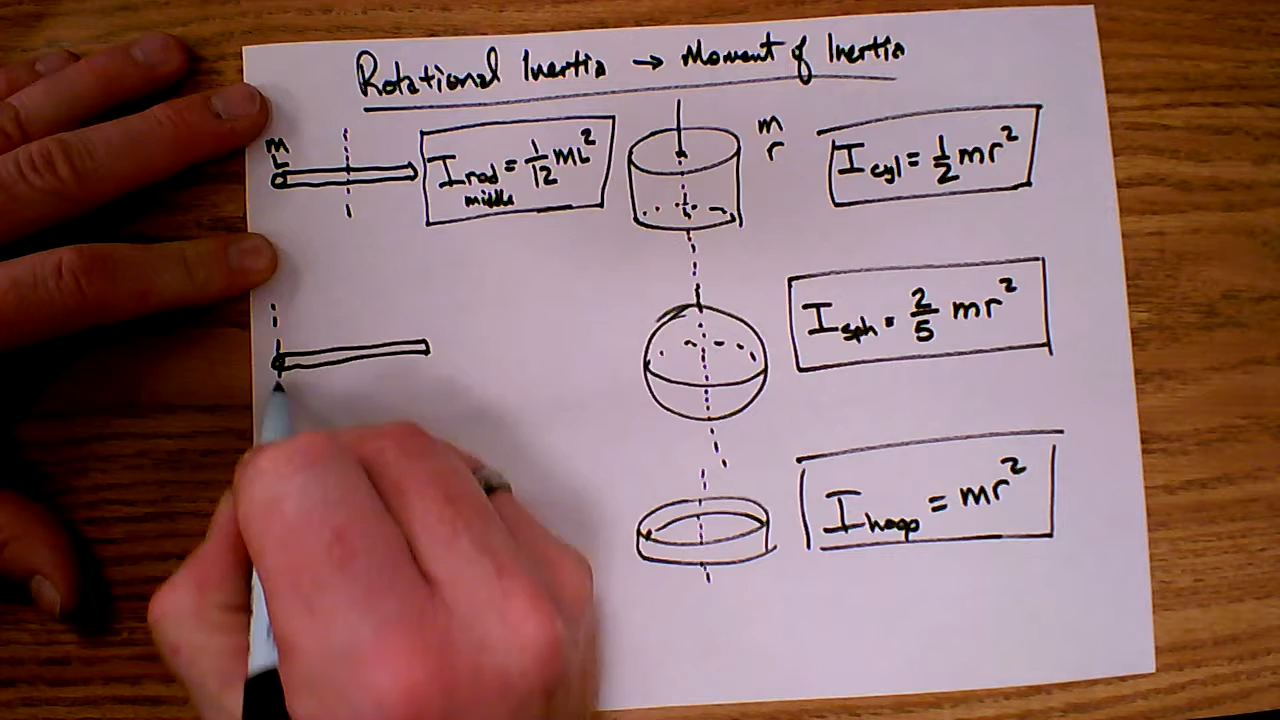 Rotational Inertia → Moment of Inertia
m
L
I rod middle = 1/12 mL²
m
r
I cyl = 1/2 mr²
I sph = 2/5 mr²
I hoop = mr²